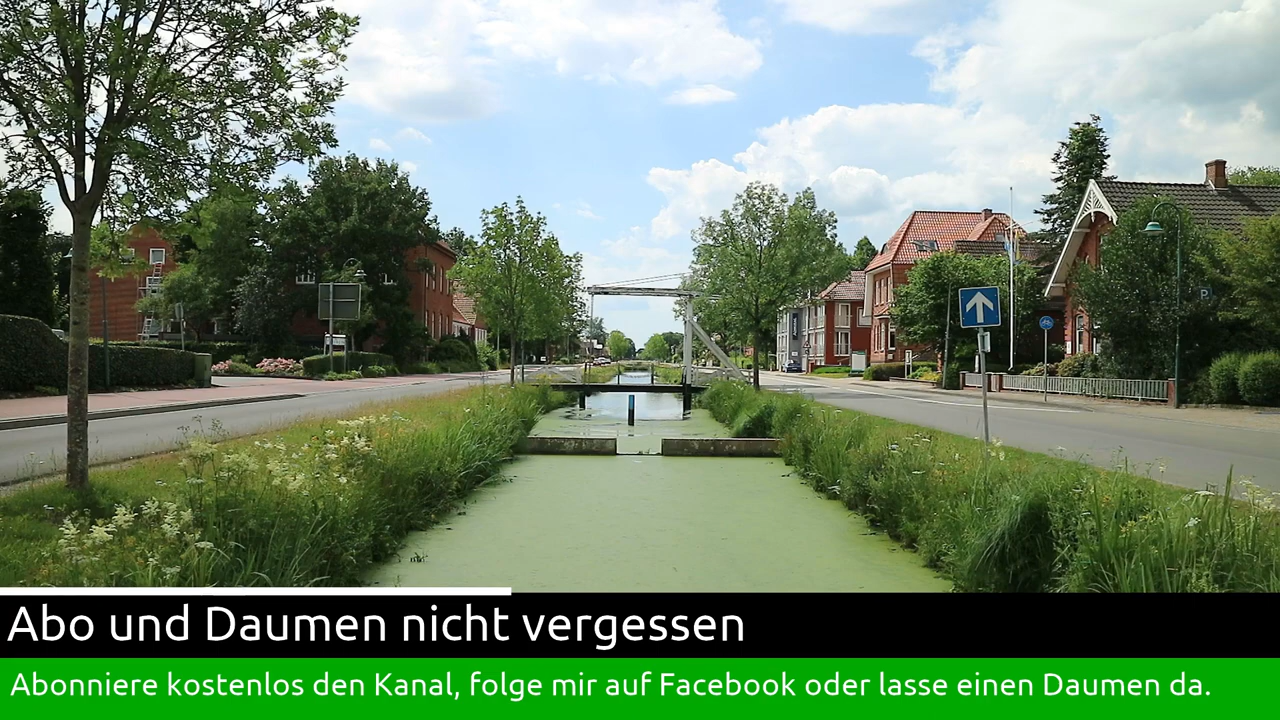 P
Abo und Daumen nicht vergessen
Abonniere kostenlos den Kanal, folge mir auf Facebook oder lasse einen Daumen da.